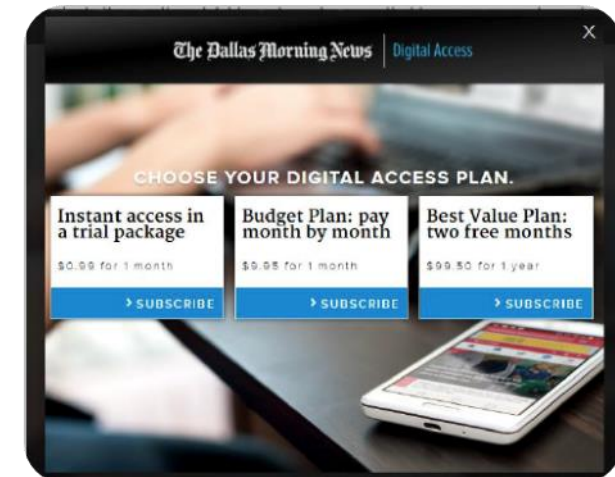 X
The Dallas Morning News Digital Access
CHOOSE YOUR DIGITAL ACCESS PLAN.
Instant access in
a trial package
$0.99 for 1 month
› SUBSCRIBE
Budget Plan: pay
month by month
$9.95 for 1 month
› SUBSCRIBE
Best Value Plan:
two free months
$99.50 for 1 year
› SUBSCRIBE